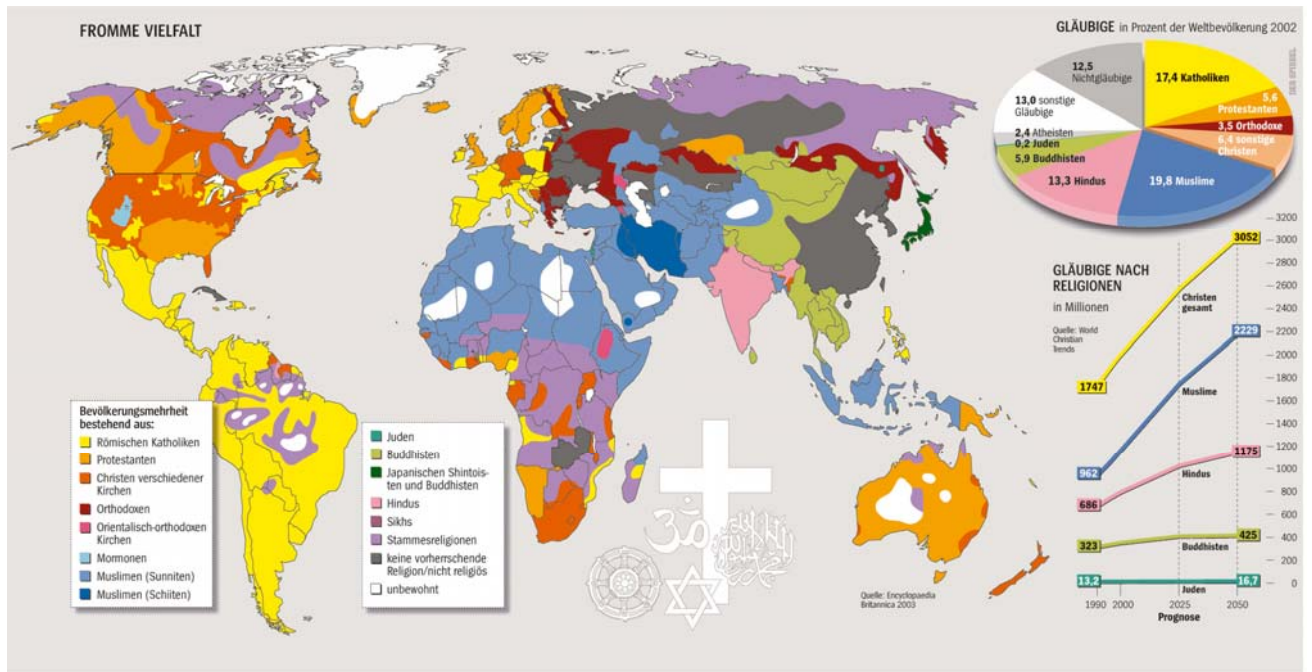 FROMME VIELFALT
GLÄUBIGE in Prozent der Weltbevölkerung 2002
12,5
Nichtgläubige
17,4 Katholiken
5,6
Protestanten
3,5 Orthodoxe
6,4 sonstige
Christen
19,8 Muslime
13,3 Hindus
5,9 Buddhisten
0,2 Juden
2,4 Atheisten
13,0 sonstige
Gläubige
DER SPIEGEL
GLÄUBIGE NACH
RELIGIONEN
in Millionen
Quelle: World
Christian
Trends
3200
3000
2800
2600
2400
2200
2000
1800
1600
1400
1200
1000
800
600
400
200
0
1747
3052
Christen
gesamt
962
2229
Muslime
686
1175
Hindus
323
425
Buddhisten
13,2
16,7
Juden
1990
2000
2025
2050
Prognose
Bevölkerungsmehrheit
bestehend aus:
Römischen Katholiken
Protestanten
Christen verschiedener
Kirchen
Orthodoxen
Orientalisch-orthodoxen
Kirchen
Mormonen
Muslimen (Sunniten)
Muslimen (Schiiten)
Juden
Buddhisten
Japanischen Shintois-
ten und Buddhisten
Hindus
Sikhs
Stammesreligionen
keine vorherrschende
Religion/nicht religiös
unbewohnt
Quelle: Encyclopaedia
Britannica 2003